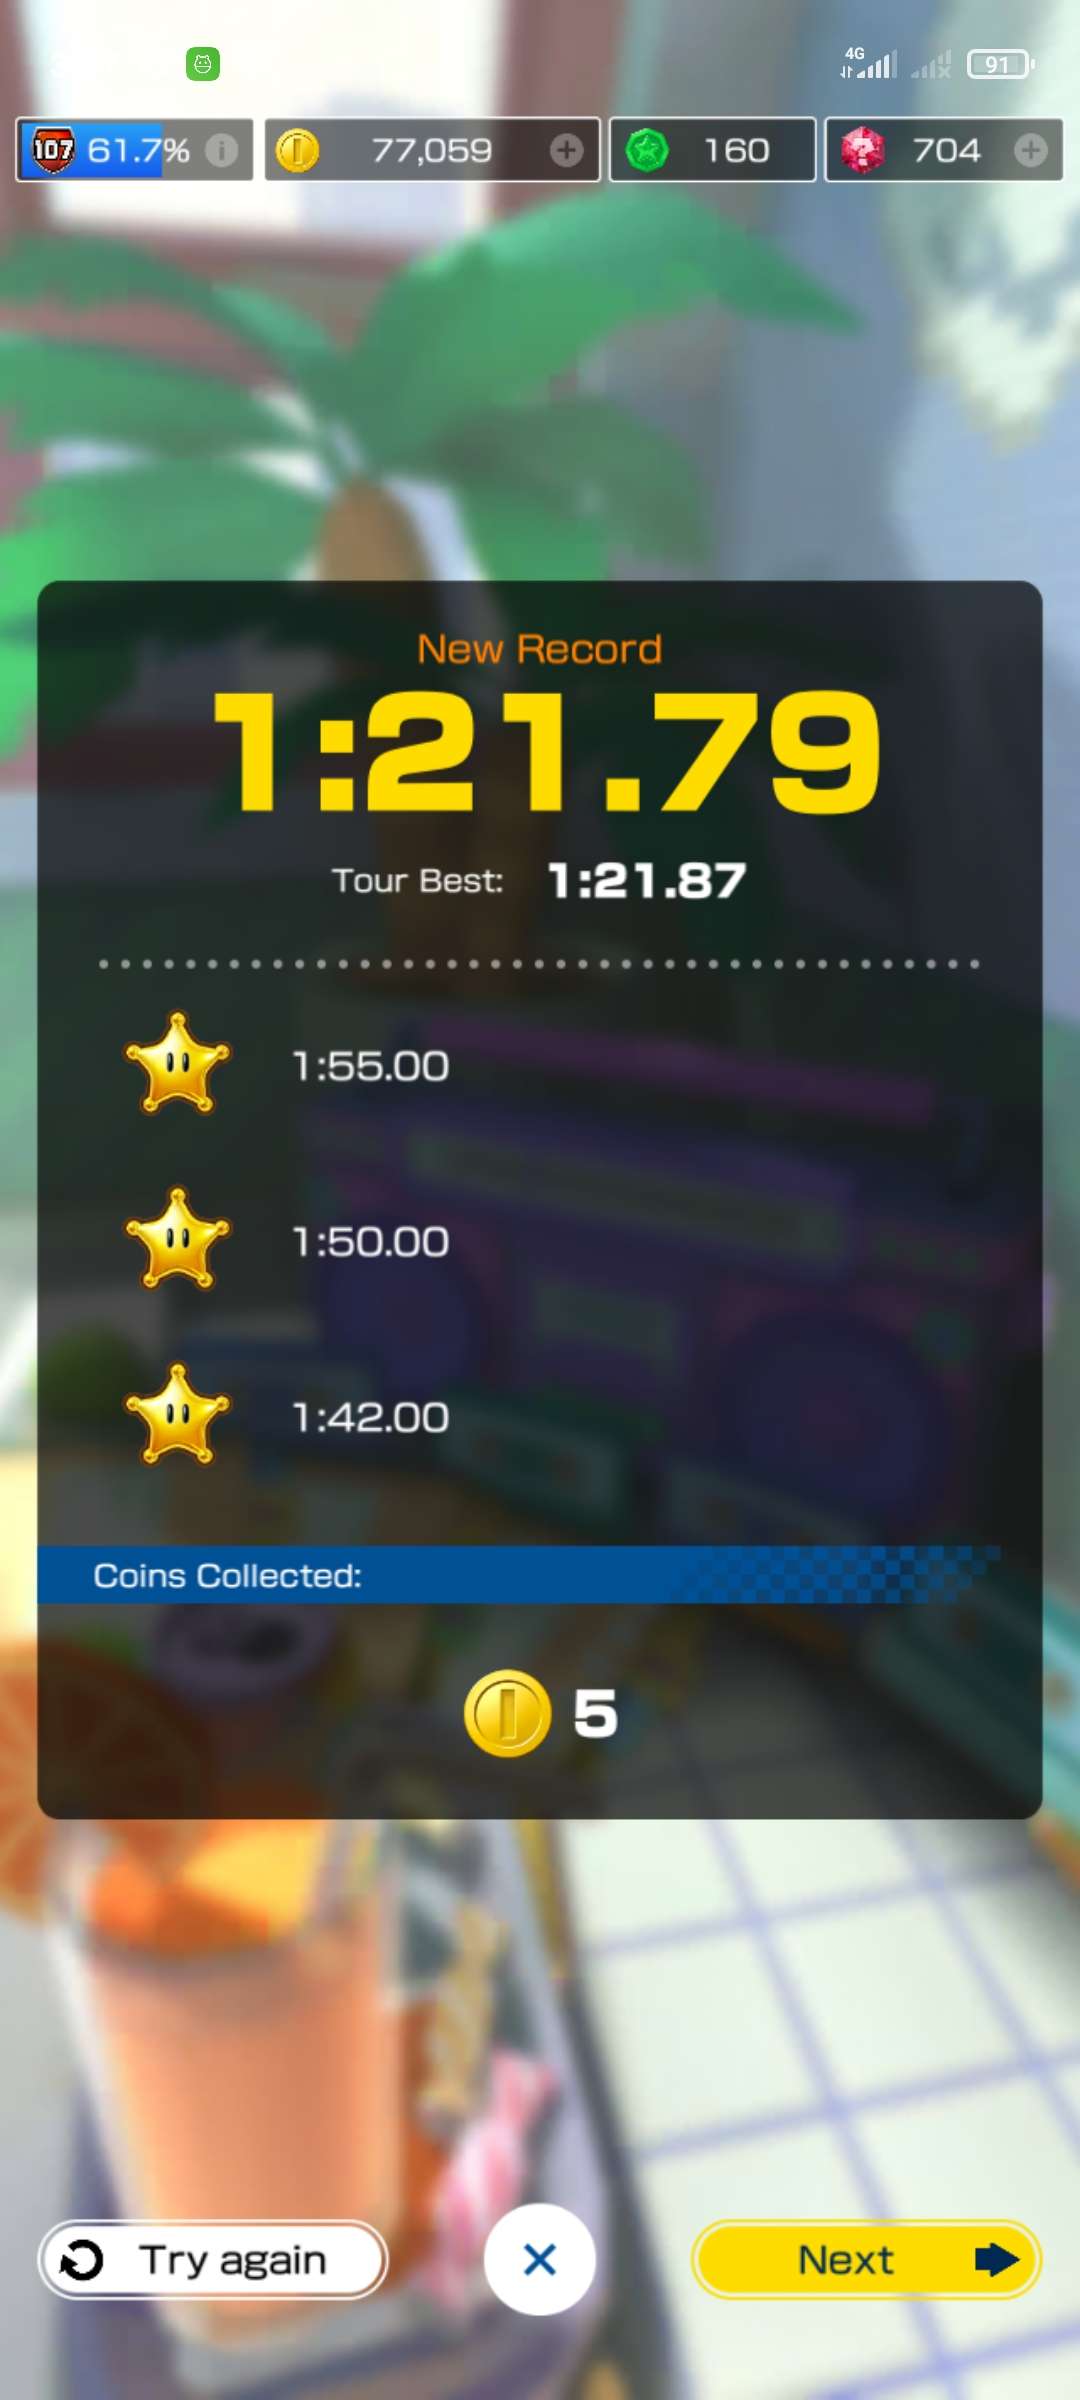 4G
91
107 61.7% i 77,059 + 160 704 +
New Record
1:21.79
Tour Best: 1:21.87
1:55.00
1:50.00
1:42.00
Coins Collected:
5
Try again × Next